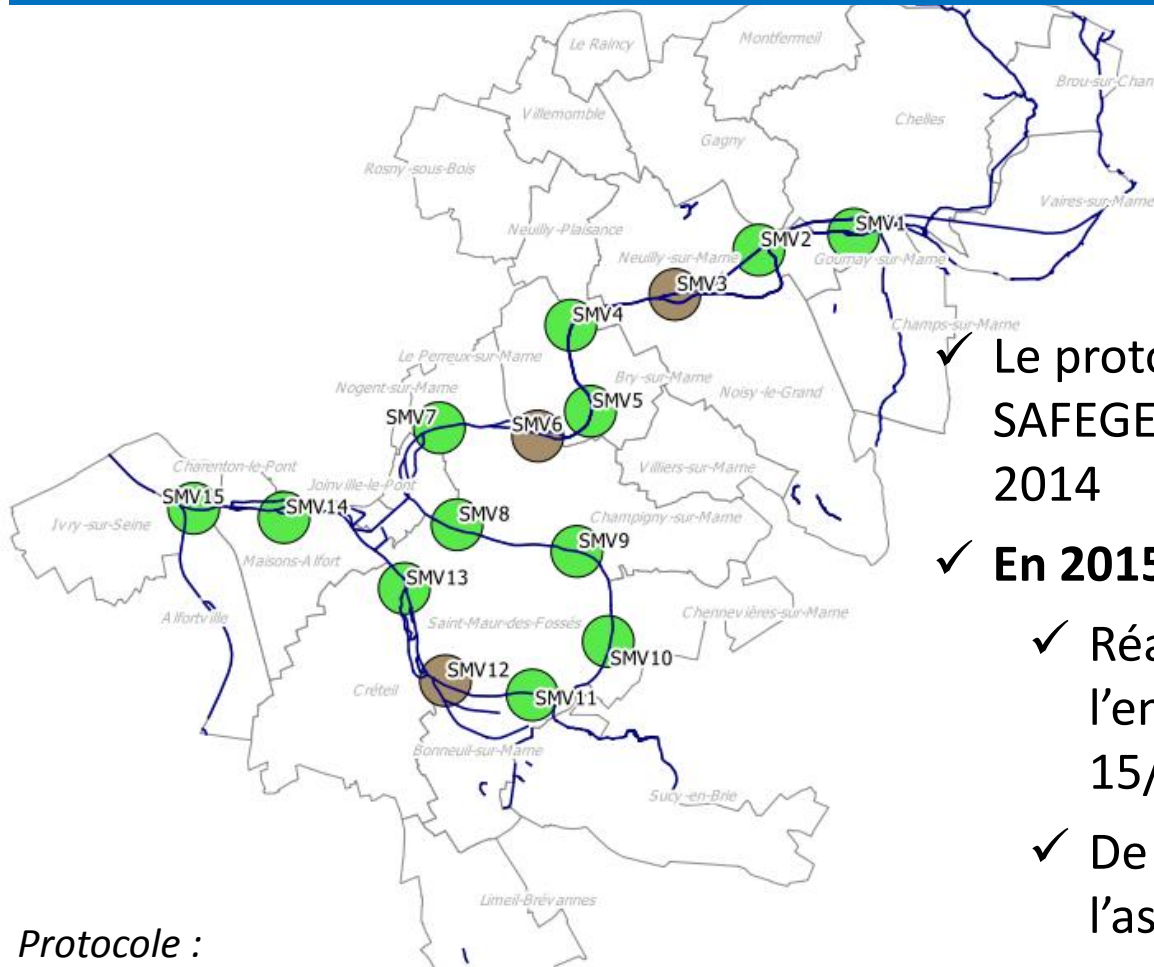 Le Raincy
Montfermeil
Villemomble
Gagny
Chelles
Rosny-sous-Bois
Vaires-sur-Marne
Neuilly-Plaisance
SMV1
SMV2
Neuilly-sur-Marne
Gournay-sur-Marne
SMV3
SMV4
Champs-sur-Marne
Le Perreux-sur-Marne
Bry-sur-Marne
Nogent-sur-Marne
Noisy-le-Grand
SMV5
SMV7
SMV6
Charenton-le-Pont
Villiers-sur-Marne
Joinville-le-Pont
SMV15
SMV14
SMV8
Champigny-sur-Marne
Ivry-sur-Seine
SMV9
Maisons-Alfort
SMV13
Alfortville
Saint-Maur-des-Fossés
Chennevières-sur-Marne
SMV10
SMV12
Créteil
SMV11
Bonneuil-sur-Marne
Sucy-en-Brie
Limeil-Brévannes
✓ Le
SAFEGE
2014
✓ En 2015
✓
15/
✓ De
Protocole :